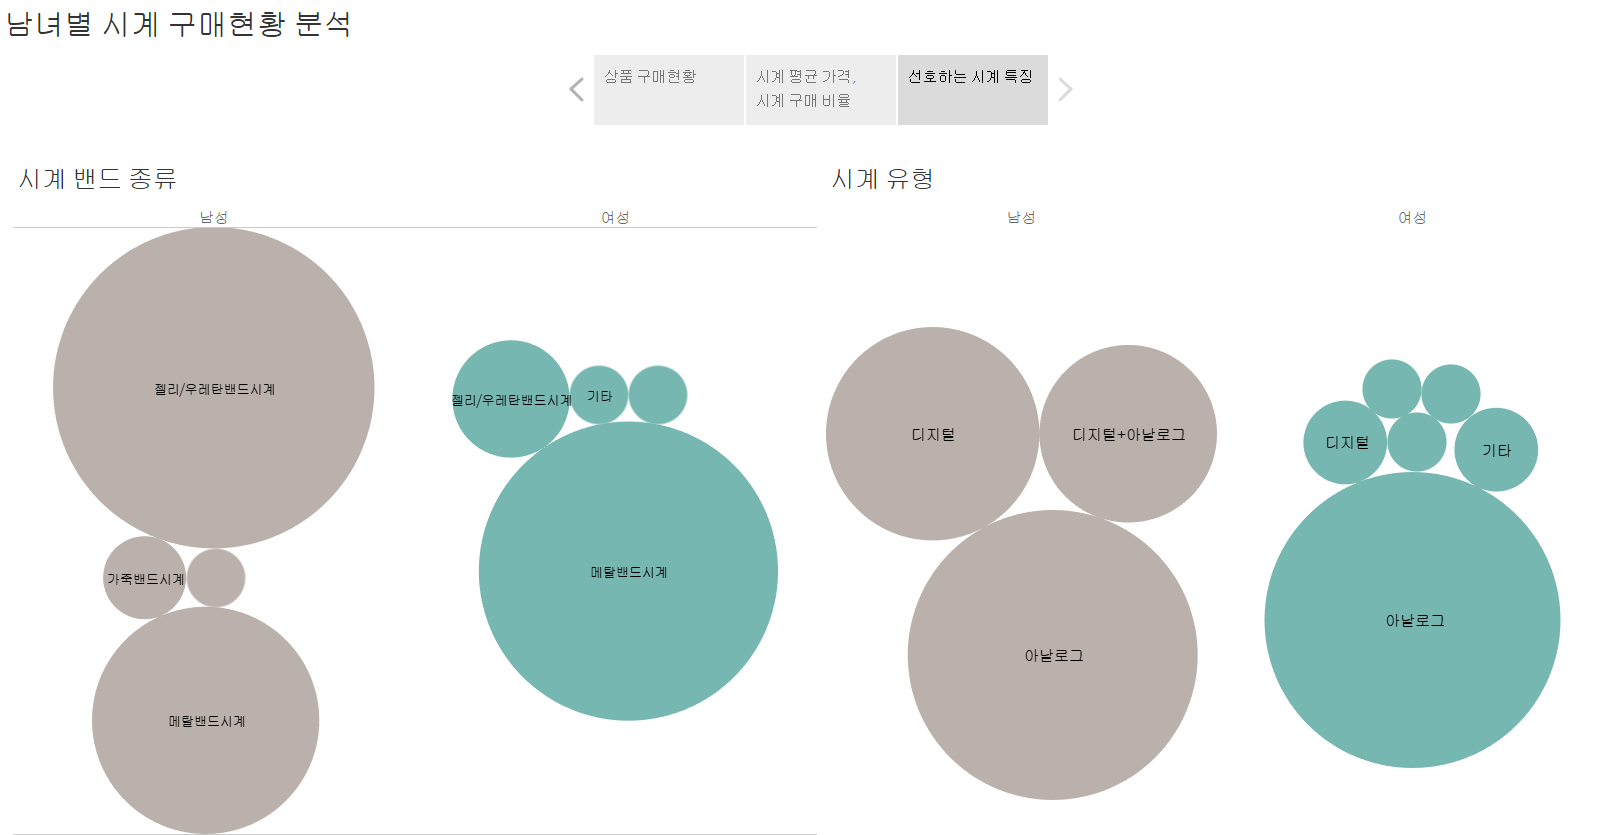 남녀별 시계 구매현황 분석
상품 구매현황
시계 평균 가격,
시계 구매 비율
선호하는 시계 특징
시계 밴드 종류
남성
여성
젤리/우레탄밴드시계
가죽밴드시계
메탈밴드시계
젤리/우레탄밴드시계
기타
메탈밴드시계
시계 유형
남성
여성
디지털
디지털+아날로그
아날로그
디지털
기타
아날로그